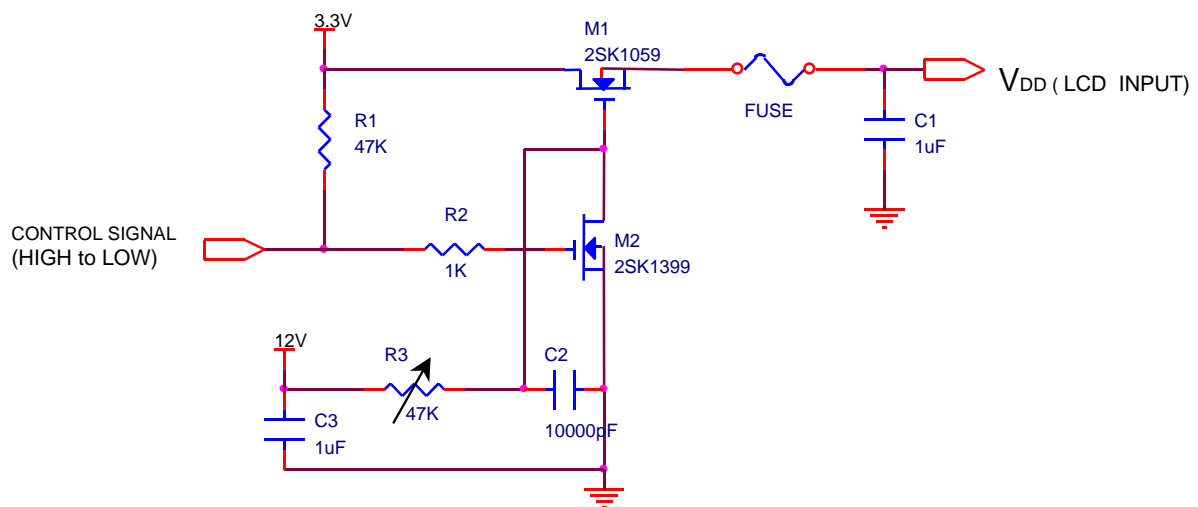 3.3V
M1
2SK1059
FUSE
VDD ( LCD INPUT)
R1
47K
C1
1uF
CONTROL SIGNAL
(HIGH to LOW)
R2
1K
M2
2SK1399
12V
R3
47K
C2
10000pF
C3
1uF